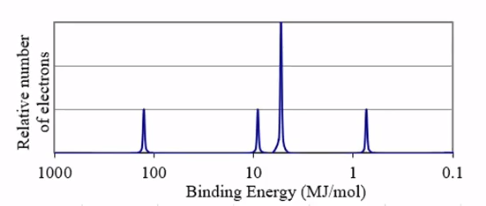 Relative number
of electrons
1000
100
10
1
0.1
Binding Energy (MJ/mol)